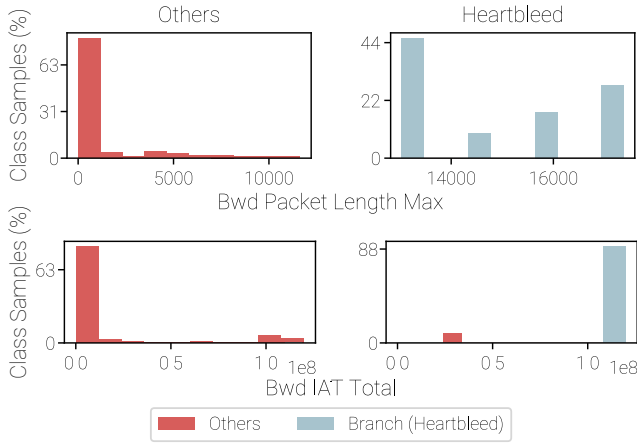 Others Heartbleed
Class Samples (%)
63
31
0
44
22
0
0 5000 10000
14000 16000
Bwd Packet Length Max
Class Samples (%)
63
0
88
0
0 0 0 5 1 0
1e8
0 0 0 5 1 0
1e8
Bwd IAT Total
Others Branch (Heartbleed)